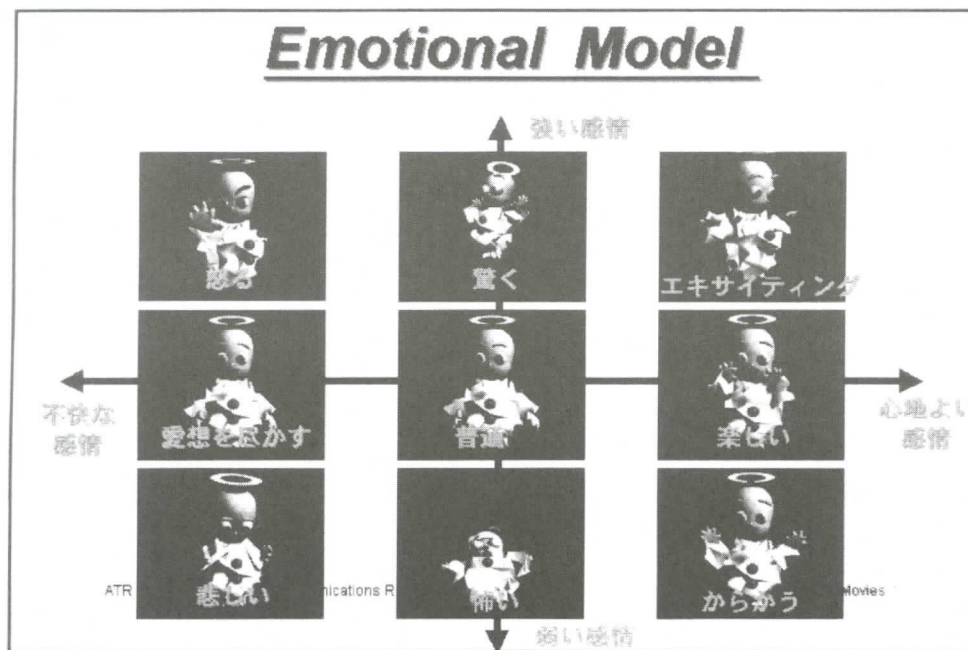 Emotional Model
強い感情
怒る
驚く
エキサイティング
不快な
感情
心地よい
感情
愛想を尽かす
普通
楽しい
悲しい
怖い
からかう
ATR
nications R
Movies
弱い感情